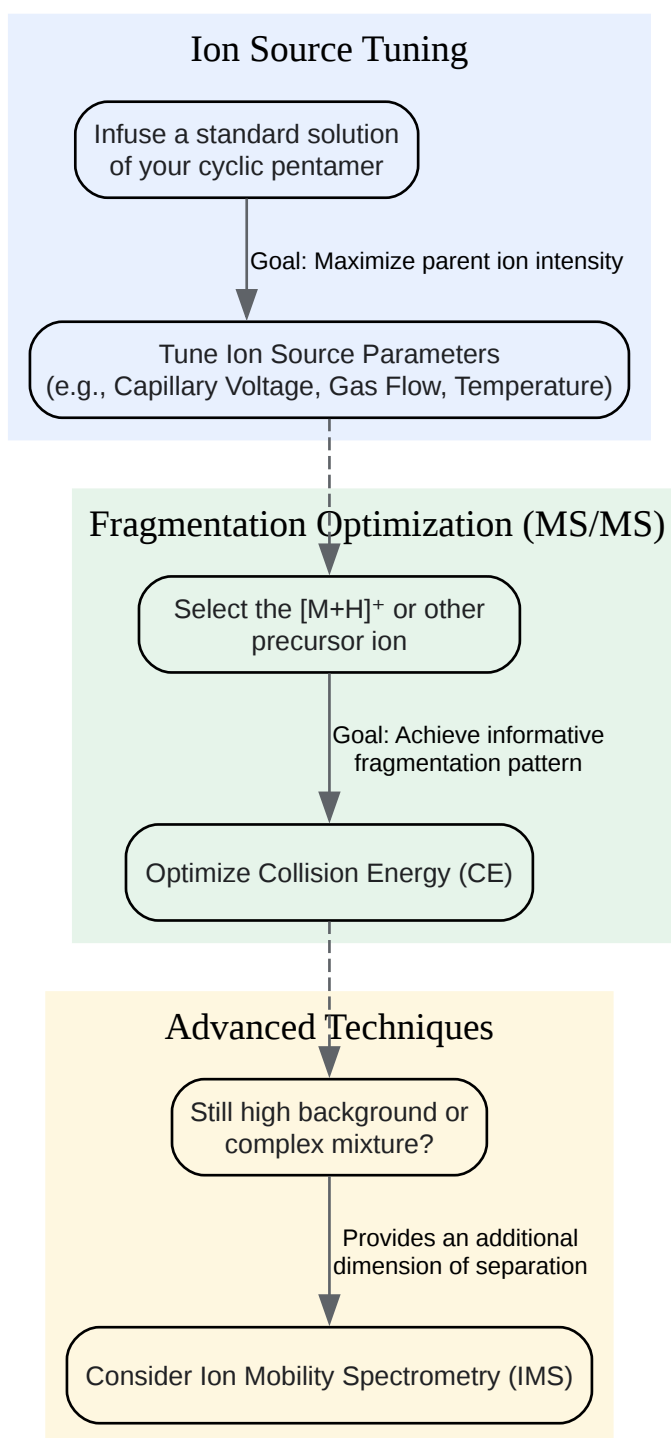 Ion Source Tuning
Infuse a standard solution
of your cyclic pentamer
Goal: Maximize parent ion intensity
Tune Ion Source Parameters
(e.g., Capillary Voltage, Gas Flow, Temperature)
Fragmentation Optimization (MS/MS)
Select the [M+H]⁺ or other
precursor ion
Goal: Achieve informative
fragmentation pattern
Optimize Collision Energy (CE)
Advanced Techniques
Still high background or
complex mixture?
Provides an additional
dimension of separation
Consider Ion Mobility Spectrometry (IMS)